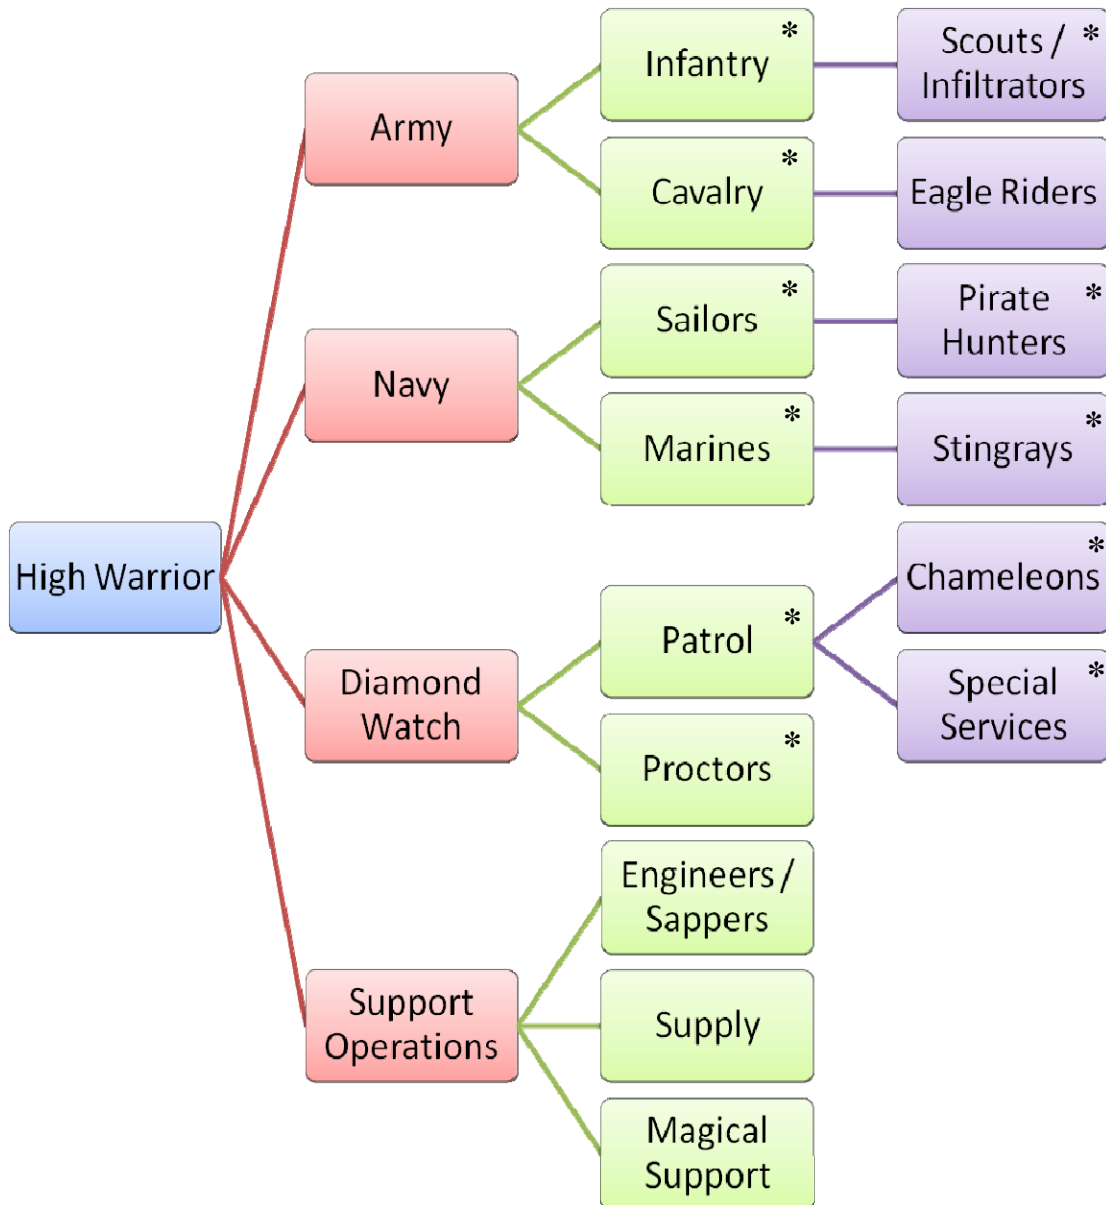 High Warrior
Army
Infantry *
Scouts / *
Infiltrators
Cavalry *
Eagle Riders
Navy
Sailors *
Pirate *
Hunters
Marines *
Stingrays *
Diamond
Watch
Patrol *
Chameleons *
Special *
Services
Proctors *
Support
Operations
Engineers /
Sappers
Supply
Magical
Support